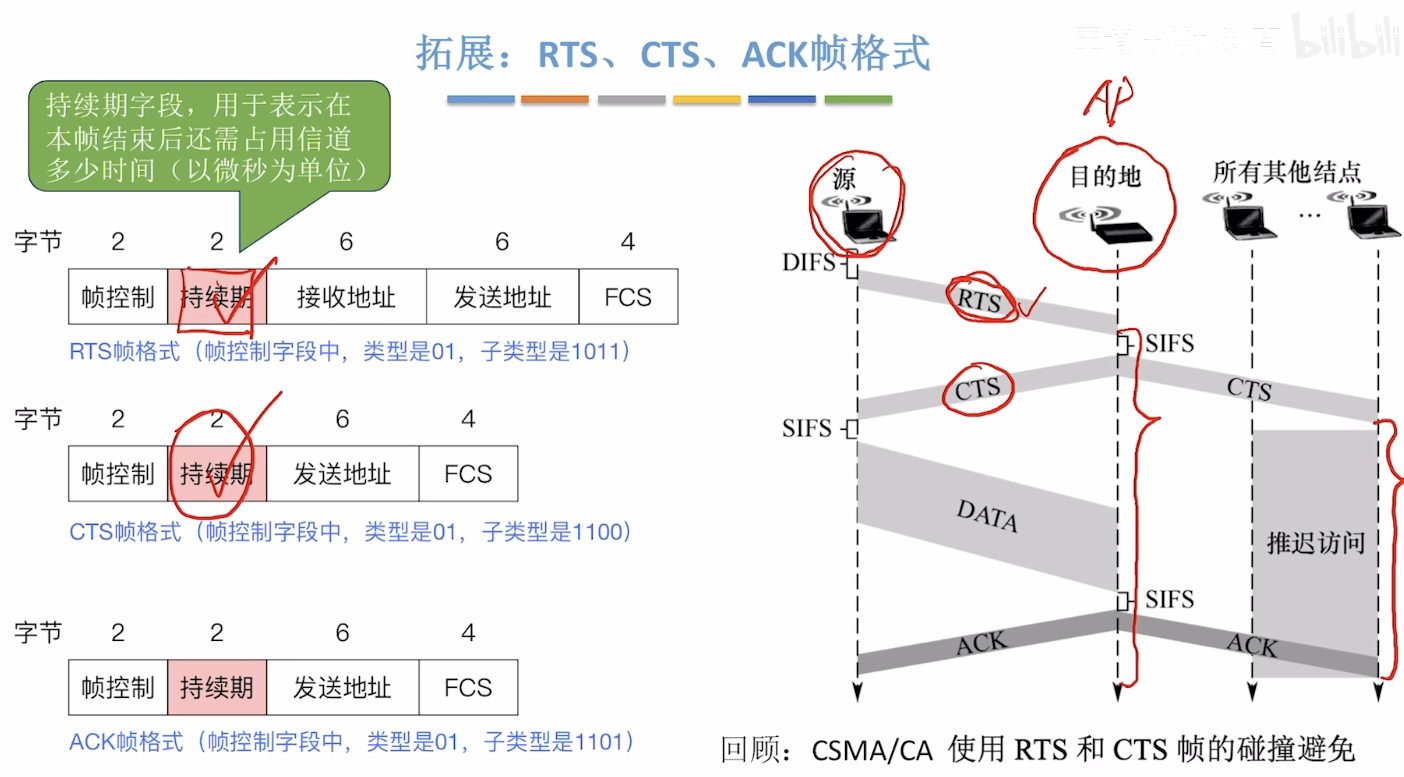 拓展：RTS、CTS、ACK帧格式
bilibili
持续期字段，用于表示在
本帧结束后还需占用信道
多少时间（以微秒为单位）
字节 2 2 6 6 4
帧控制 持续期 接收地址 发送地址 FCS
RTS帧格式（帧控制字段中，类型是01，子类型是1011）
字节 2 2 6 4
帧控制 持续期 发送地址 FCS
CTS帧格式（帧控制字段中，类型是01，子类型是1100）
字节 2 2 6 4
帧控制 持续期 发送地址 FCS
ACK帧格式（帧控制字段中，类型是01，子类型是1101）
AP
源
目的地
所有其他结点
...
DIFS
RTS
SIFS
CTS
CTS
SIFS
DATA
推迟访问
SIFS
ACK
ACK
回顾：CSMA/CA 使用 RTS 和 CTS 帧的碰撞避免